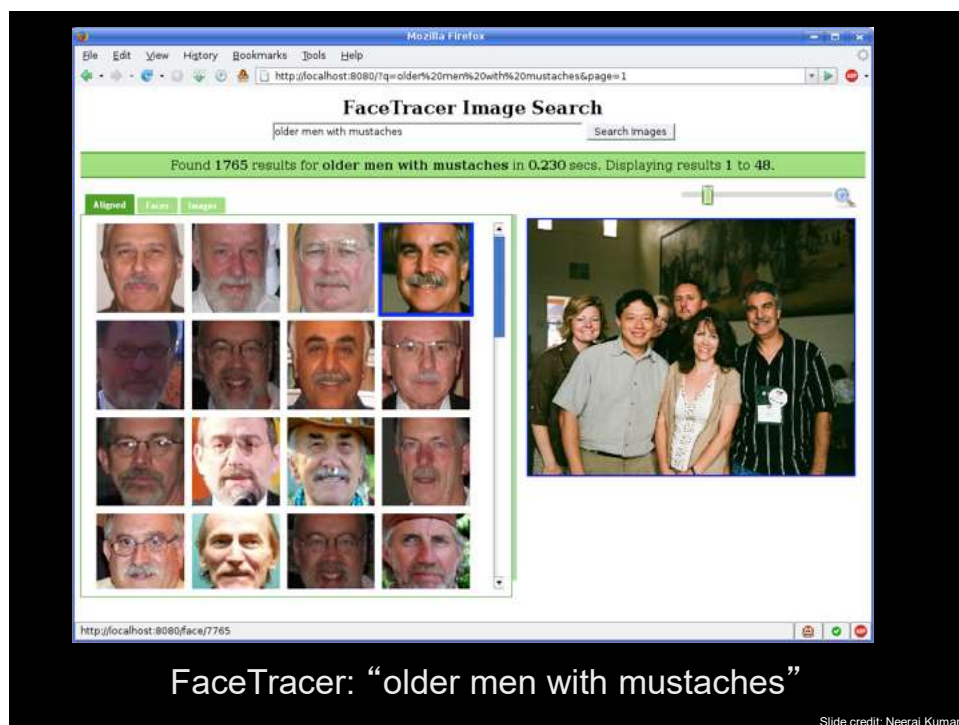 Mozilla Firefox
File Edit View History Bookmarks Tools Help
http://localhost:8080/?q=older%20men%20with%20mustaches&page=1
FaceTracer Image Search
older men with mustaches Search Images
Found 1765 results for older men with mustaches in 0.230 secs. Displaying results 1 to 48.
Aligned Faces Images
http://localhost:8080/face/7765
FaceTracer: “older men with mustaches”
Slide credit: Neeraj Kumar